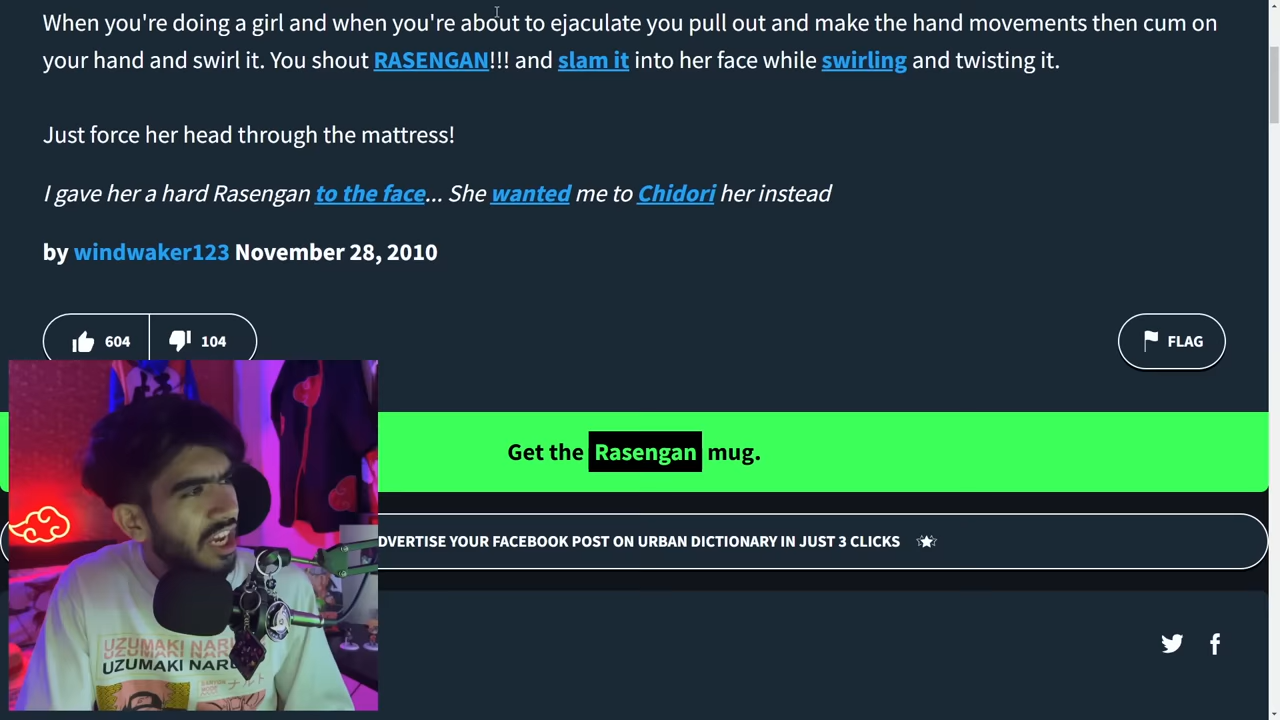 When you're doing a girl and when you're about to ejaculate you pull out and make the hand movements then cum on
your hand and swirl it. You shout RASENGAN!!! and slam it into her face while swirling and twisting it.
Just force her head through the mattress!
I gave her a hard Rasengan to the face... She wanted me to Chidori her instead
by windwaker123 November 28, 2010
604 104
FLAG
Get the Rasengan mug.
DVERTISE YOUR FACEBOOK POST ON URBAN DICTIONARY IN JUST 3 CLICKS
UZUMAKI NARU
UZUMAKI NARU